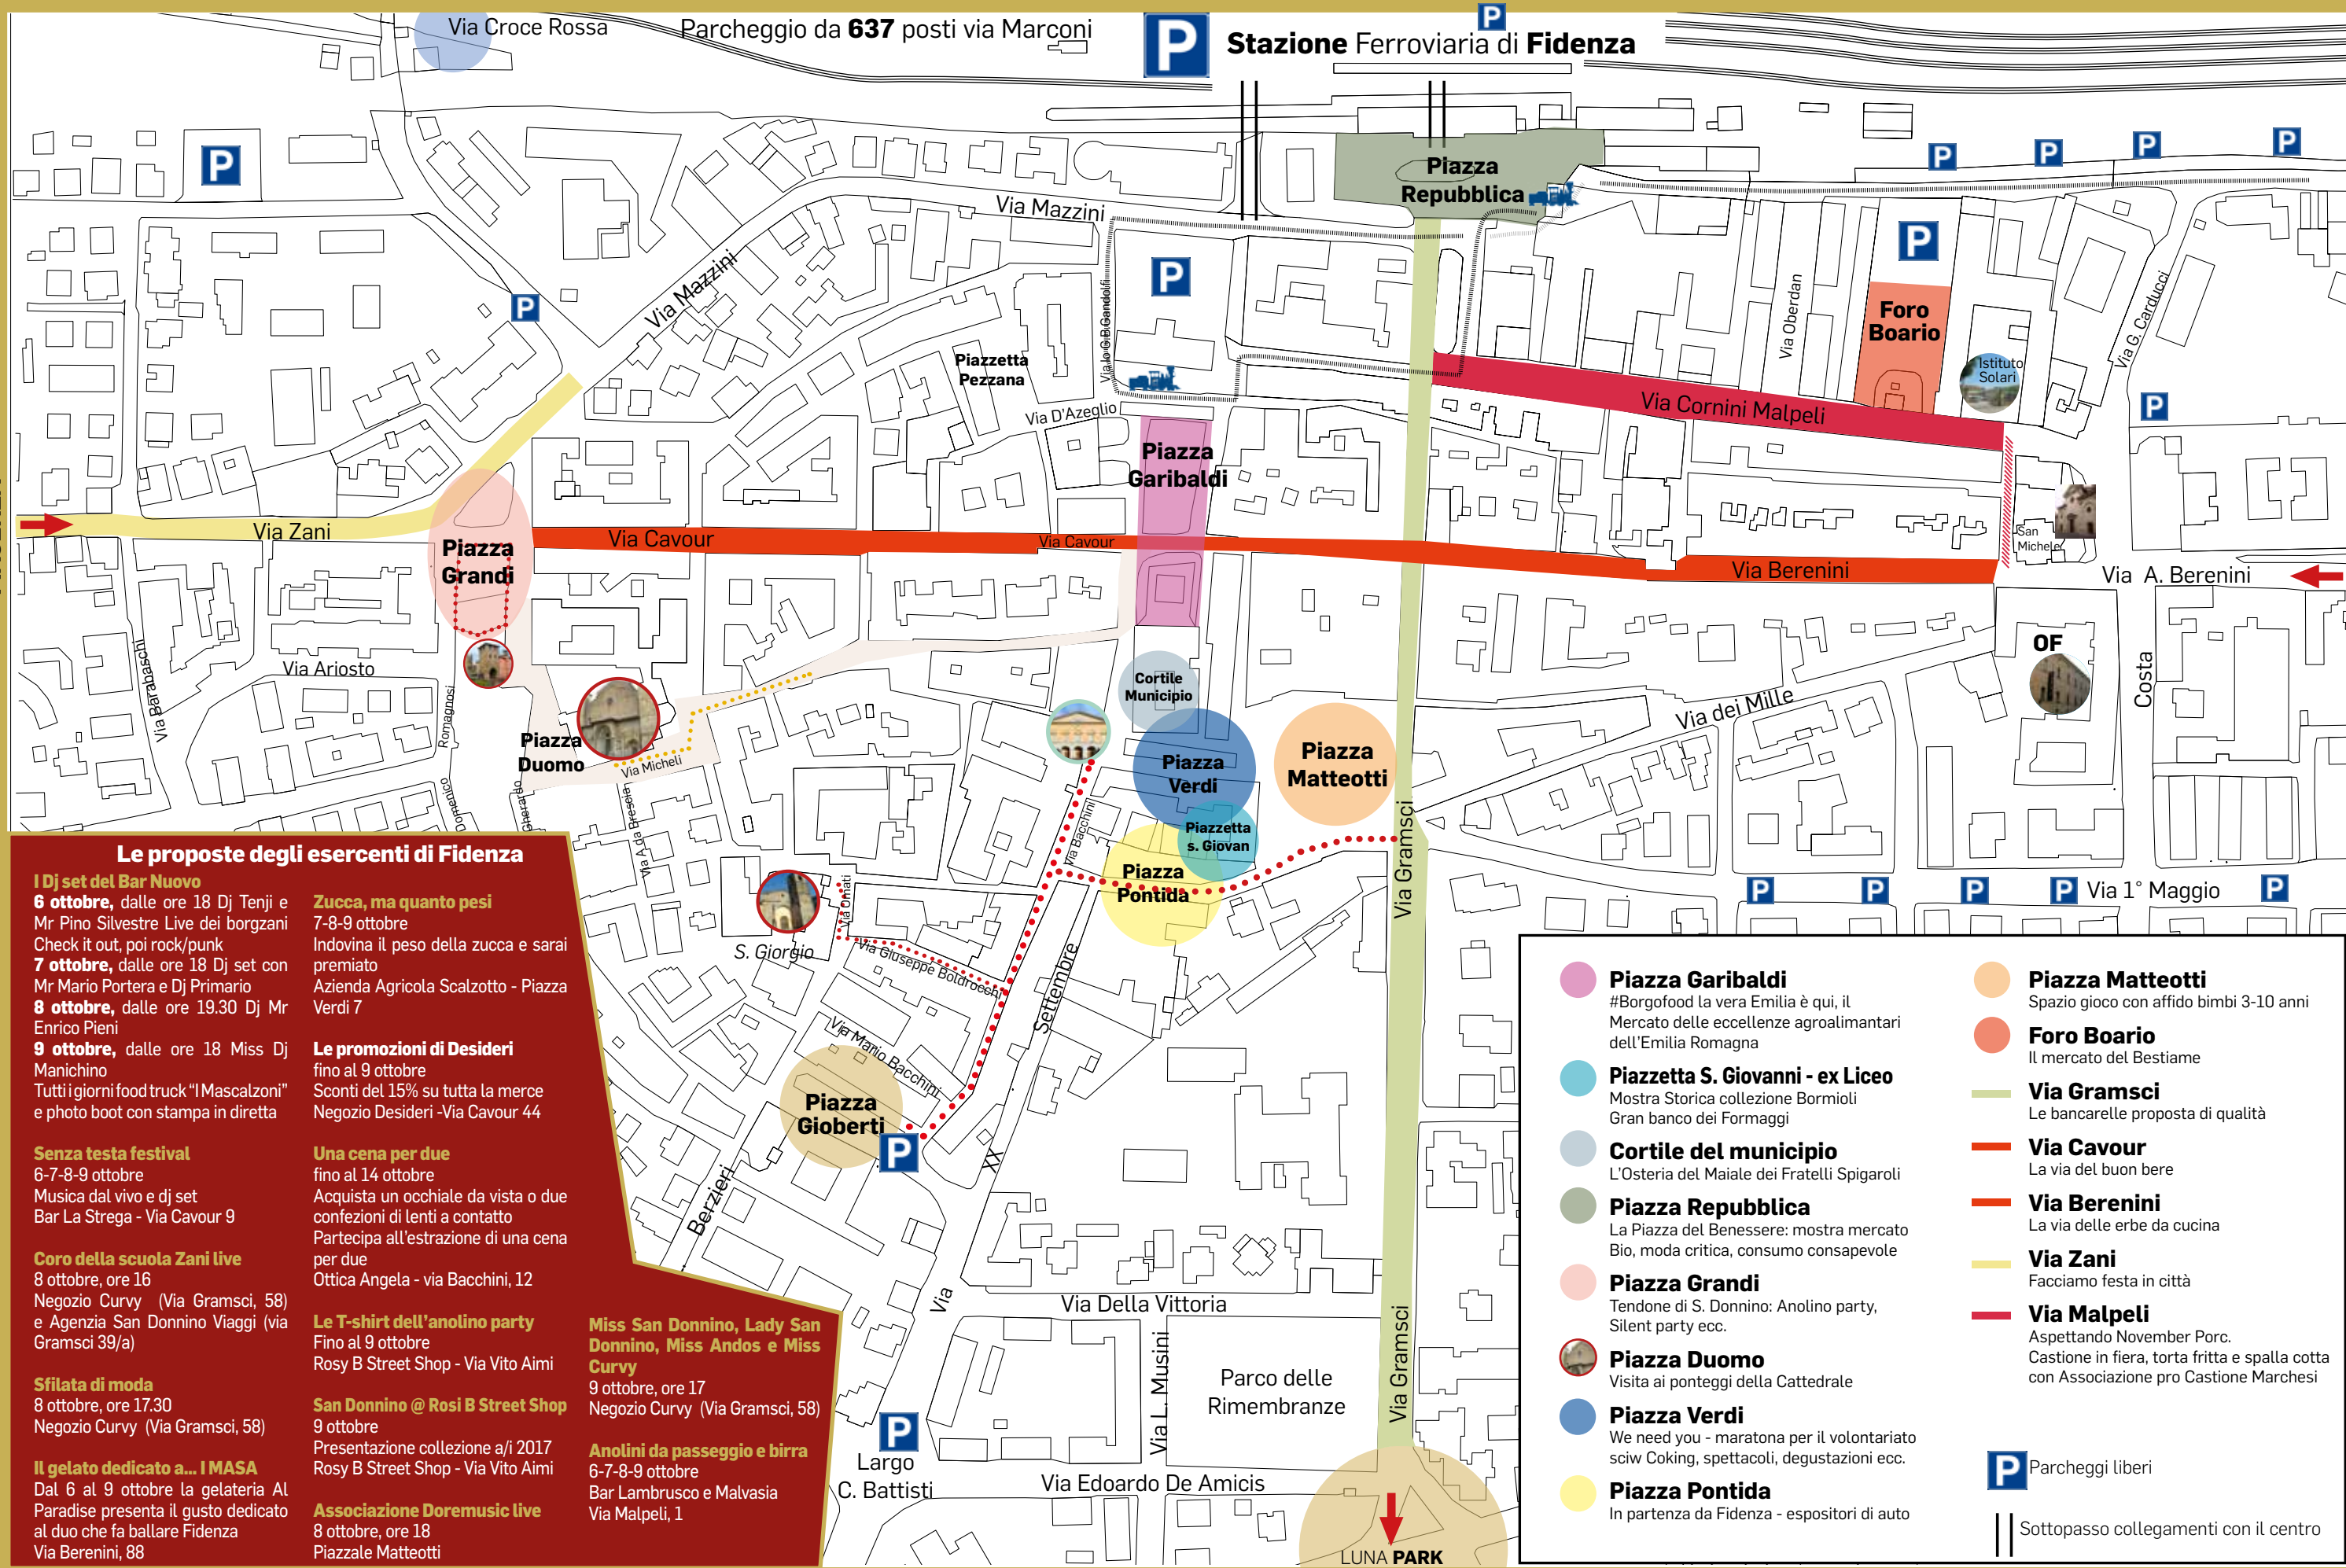 Via Croce Rossa
Parcheggio da 637 posti via Marconi
P
P
Stazione Ferroviaria di Fidenza
P
P
P
P
P
Piazza
Repubblica
Via Mazzini
P
P
Via Mazzini
P
Via Oberdan
Foro
Boario
Via G. Carducci
Istituto
Solari
P
Piazzetta
Pezzana
Via D'Azeglio
Via Cornini Malpeli
P
Piazza
Garibaldi
Via Zani
Piazza
Grandi
Via Cavour
Via Cavour
Via Berenini
San
Michele
Via A. Berenini
Via Barabaschi
Via Ariosto
Romagnosi
Domenico
Gherardo
Piazza
Duomo
Via Micheli
Via A. da Brescia
Cortile
Municipio
Piazza
Verdi
Piazza
Matteotti
Piazzetta
s. Giovan
Piazza
Pontida
Via Bacchini
Via Gramsci
Via dei Mille
OF
Costa
P
P
P
P
Via 1° Maggio
P
S. Giorgio
Via Giuseppe Boldrocchi
Via Mario Bacchini
Piazza
Gioberti
P
Berzieri
Settembre
XX
Via
Via Della Vittoria
Via L. Musini
Parco delle
Rimembranze
Via Gramsci
P
Largo
C. Battisti
Via Edoardo De Amicis
LUNA PARK
Le proposte degli esercenti di Fidenza
I Dj set del Bar Nuovo
6 ottobre, dalle ore 18 Dj Tenji e
Mr Pino Silvestre Live dei borgzani
Check it out, poi rock/punk
7 ottobre, dalle ore 18 Dj set con
Mr Mario Portera e Dj Primario
8 ottobre, dalle ore 19.30 Dj Mr
Enrico Pieni
9 ottobre, dalle ore 18 Miss Dj
Manichino
Tutti i giorni food truck “I Mascalzoni”
e photo boot con stampa in diretta
Senza testa festival
6-7-8-9 ottobre
Musica dal vivo e dj set
Bar La Strega - Via Cavour 9
Coro della scuola Zani live
8 ottobre, ore 16
Negozio Curvy (Via Gramsci, 58)
e Agenzia San Donnino Viaggi (via
Gramsci 39/a)
Sfilata di moda
8 ottobre, ore 17.30
Negozio Curvy (Via Gramsci, 58)
Il gelato dedicato a... I MASA
Dal 6 al 9 ottobre la gelateria Al
Paradise presenta il gusto dedicato
al duo che fa ballare Fidenza
Via Berenini, 88
Zucca, ma quanto pesi
7-8-9 ottobre
Indovina il peso della zucca e sarai
premiato
Azienda Agricola Scalzotto - Piazza
Verdi 7
Le promozioni di Desideri
fino al 9 ottobre
Sconti del 15% su tutta la merce
Negozio Desideri -Via Cavour 44
Una cena per due
fino al 14 ottobre
Acquista un occhiale da vista o due
confezioni di lenti a contatto
Partecipa all'estrazione di una cena
per due
Ottica Angela - via Bacchini, 12
Le T-shirt dell'anolino party
Fino al 9 ottobre
Rosy B Street Shop - Via Vito Aimi
San Donnino @ Rosi B Street Shop
9 ottobre
Presentazione collezione a/i 2017
Rosy B Street Shop - Via Vito Aimi
Associazione Doremusic live
8 ottobre, ore 18
Piazzale Matteotti
Miss San Donnino, Lady San
Donnino, Miss Andos e Miss
Curvy
9 ottobre, ore 17
Negozio Curvy (Via Gramsci, 58)
Anolini da passeggio e birra
6-7-8-9 ottobre
Bar Lambrusco e Malvasia
Via Malpeli, 1
Piazza Garibaldi
#Borgofood la vera Emilia è qui, il
Mercato delle eccellenze agroalimantari
dell'Emilia Romagna
Piazzetta S. Giovanni - ex Liceo
Mostra Storica collezione Bormioli
Gran banco dei Formaggi
Cortile del municipio
L'Osteria del Maiale dei Fratelli Spigaroli
Piazza Repubblica
La Piazza del Benessere: mostra mercato
Bio, moda critica, consumo consapevole
Piazza Grandi
Tendone di S. Donnino: Anolino party,
Silent party ecc.
Piazza Duomo
Visita ai ponteggi della Cattedrale
Piazza Verdi
We need you - maratona per il volontariato
sciw Coking, spettacoli, degustazioni ecc.
Piazza Pontida
In partenza da Fidenza - espositori di auto
Piazza Matteotti
Spazio gioco con affido bimbi 3-10 anni
Foro Boario
Il mercato del Bestiame
Via Gramsci
Le bancarelle proposta di qualità
Via Cavour
La via del buon bere
Via Berenini
La via delle erbe da cucina
Via Zani
Facciamo festa in città
Via Malpeli
Aspettando November Porc.
Castione in fiera, torta fritta e spalla cotta
con Associazione pro Castione Marchesi
P Parcheggi liberi
Sottopasso collegamenti con il centro